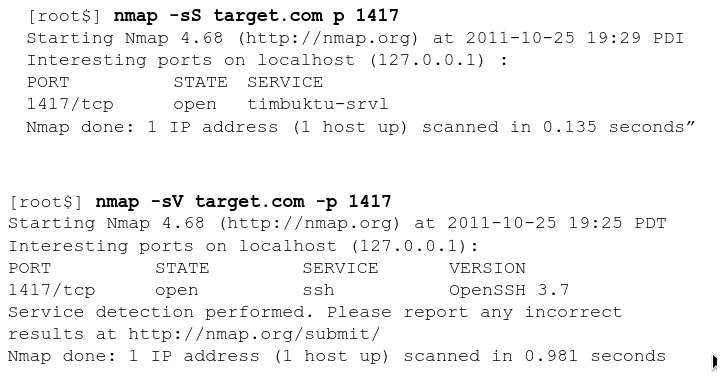 [root$] nmap -sS target.com p 1417
Starting Nmap 4.68 (http://nmap.org) at 2011-10-25 19:29 PDI
Interesting ports on localhost (127.0.0.1) :
PORT STATE SERVICE
1417/tcp open timbuktu-srvl
Nmap done: 1 IP address (1 host up) scanned in 0.135 seconds”
[root$] nmap -sV target.com -p 1417
Starting Nmap 4.68 (http://nmap.org) at 2011-10-25 19:25 PDT
Interesting ports on localhost (127.0.0.1):
PORT STATE SERVICE VERSION
1417/tcp open ssh OpenSSH 3.7
Service detection performed. Please report any incorrect
results at http://nmap.org/submit/
Nmap done: 1 IP address (1 host up) scanned in 0.981 seconds